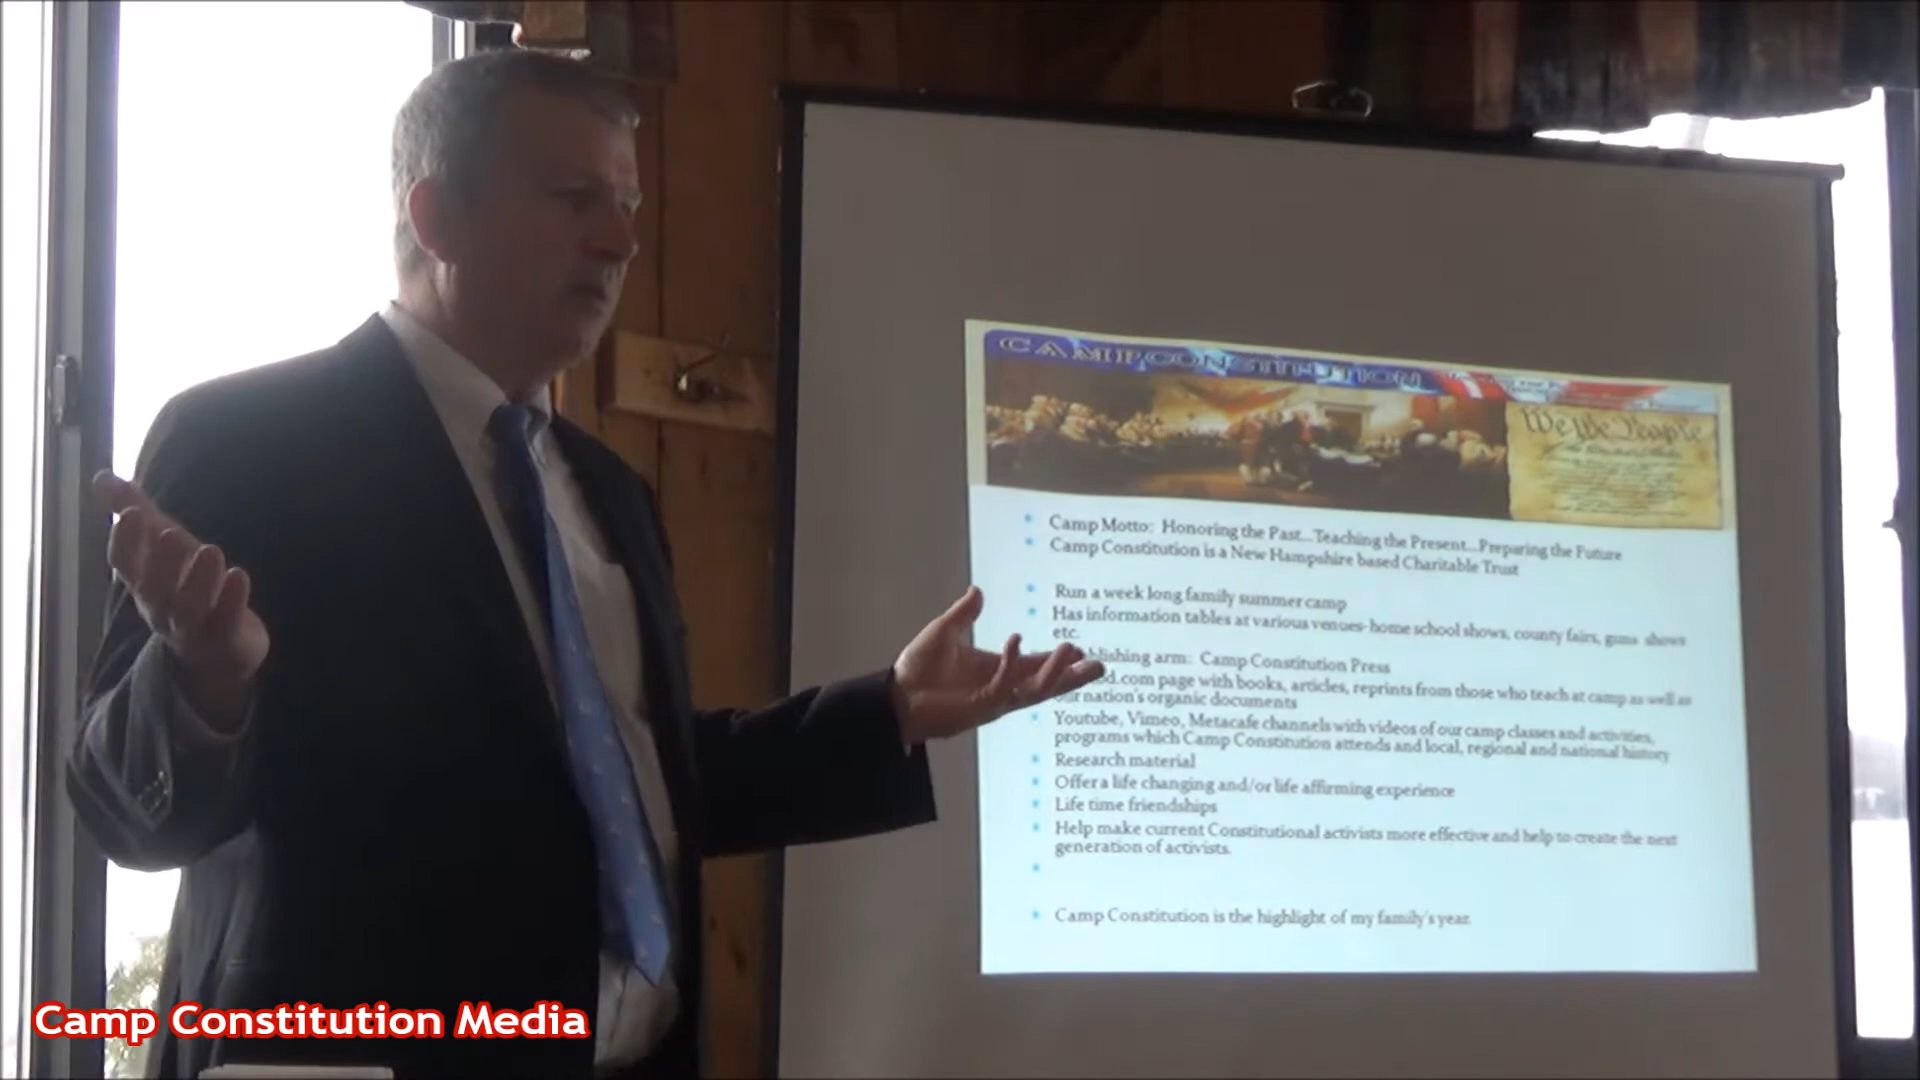 CAMP CONSTITUTION
We the People
Camp Motto: Honoring the Past...Teaching the Present...Preparing the Future
Camp Constitution is a New Hampshire based Charitable Trust
Run a week long family summer camp
Has information tables at various venues- home school shows, county fairs, guns shows
etc.
blishing arm: Camp Constitution Press
d.com page with books, articles, reprints from those who teach at camp as well as
our nation's organic documents
Youtube, Vimeo, Metacafe channels with videos of our camp classes and activities,
programs which Camp Constitution attends and local, regional and national history
Research material
Offer a life changing and/or life affirming experience
Life time friendships
Help make current Constitutional activists more effective and help to create the next
generation of activists.
Camp Constitution is the highlight of my family's year.
Camp Constitution Media